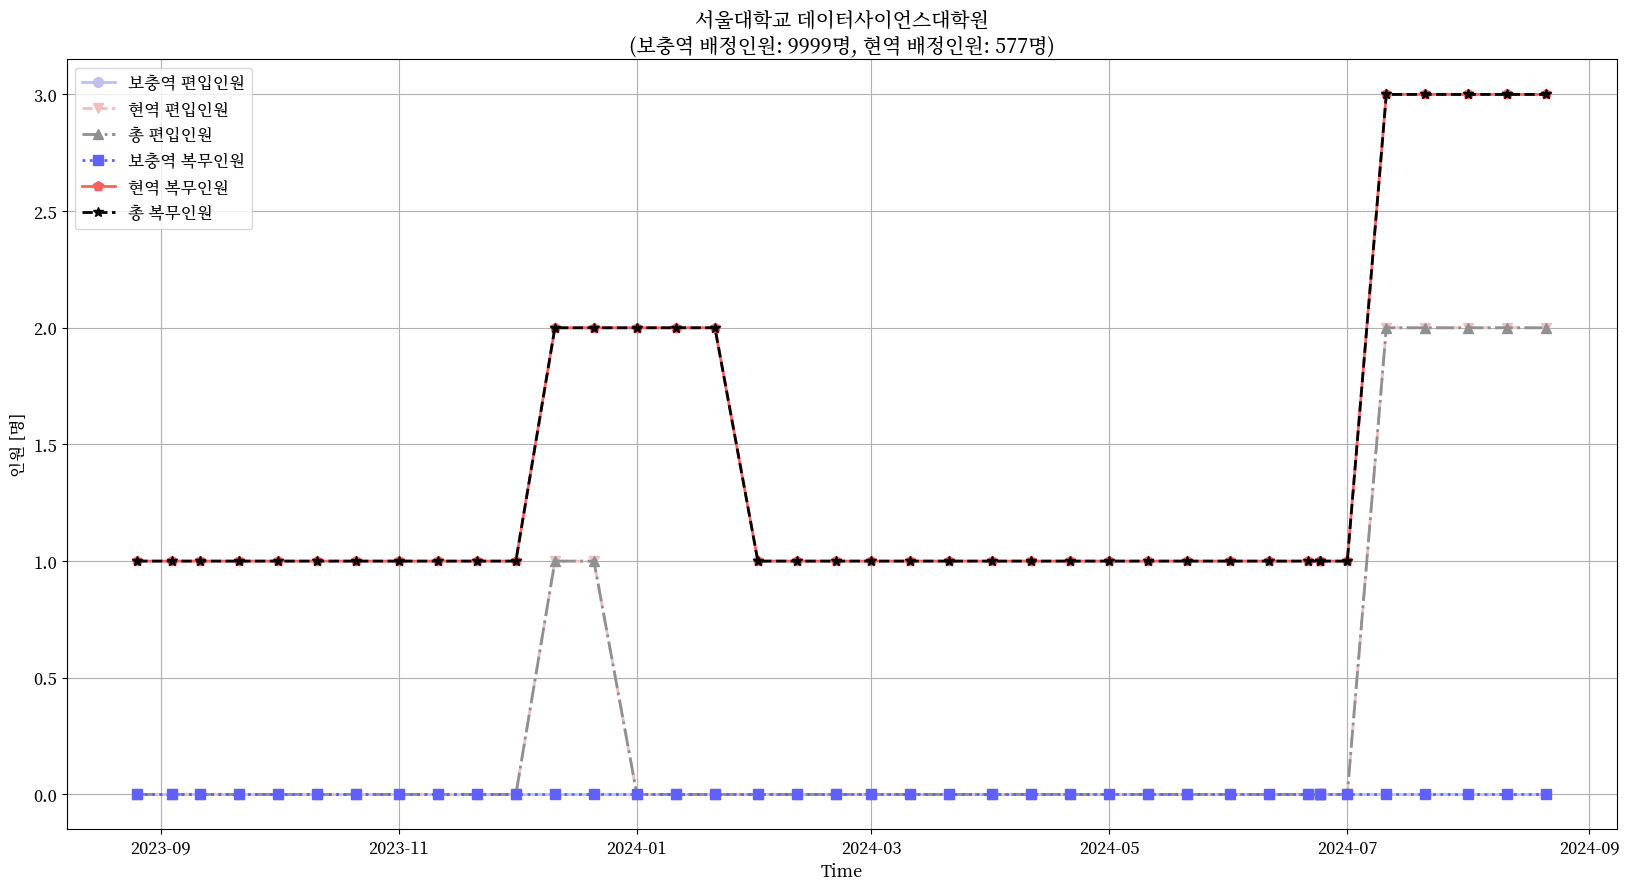 서울대학교 데이터사이언스대학원
(보충역 배정인원: 9999명, 현역 배정인원: 577명)
보충역 편입인원
현역 편입인원
총 편입인원
보충역 복무인원
현역 복무인원
총 복무인원
인원 [명]
3.0
2.5
2.0
1.5
1.0
0.5
0.0
2023-09 2023-11 2024-01 2024-03 2024-05 2024-07 2024-09
Time